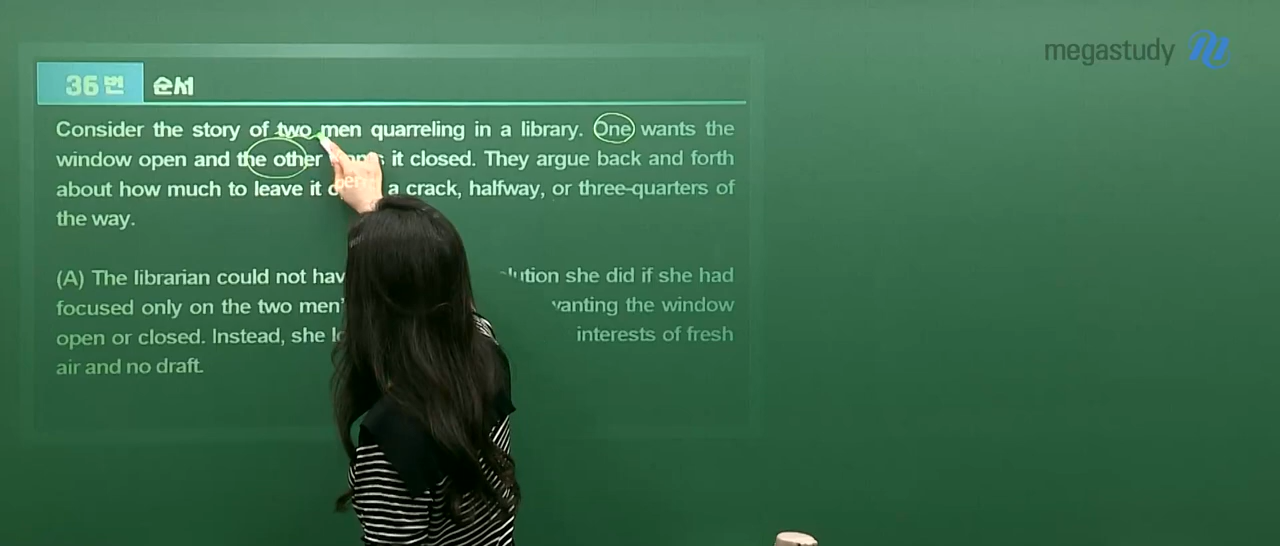 megastudy
36번 순서
Consider the story of two men quarreling in a library. One wants the
window open and the other it closed. They argue back and forth
about how much to leave it a crack, halfway, or three-quarters of
the way.
(A) The librarian could not she did if she had
focused only on the two men' wanting the window
open or closed. Instead, she interests of fresh
air and no draft.